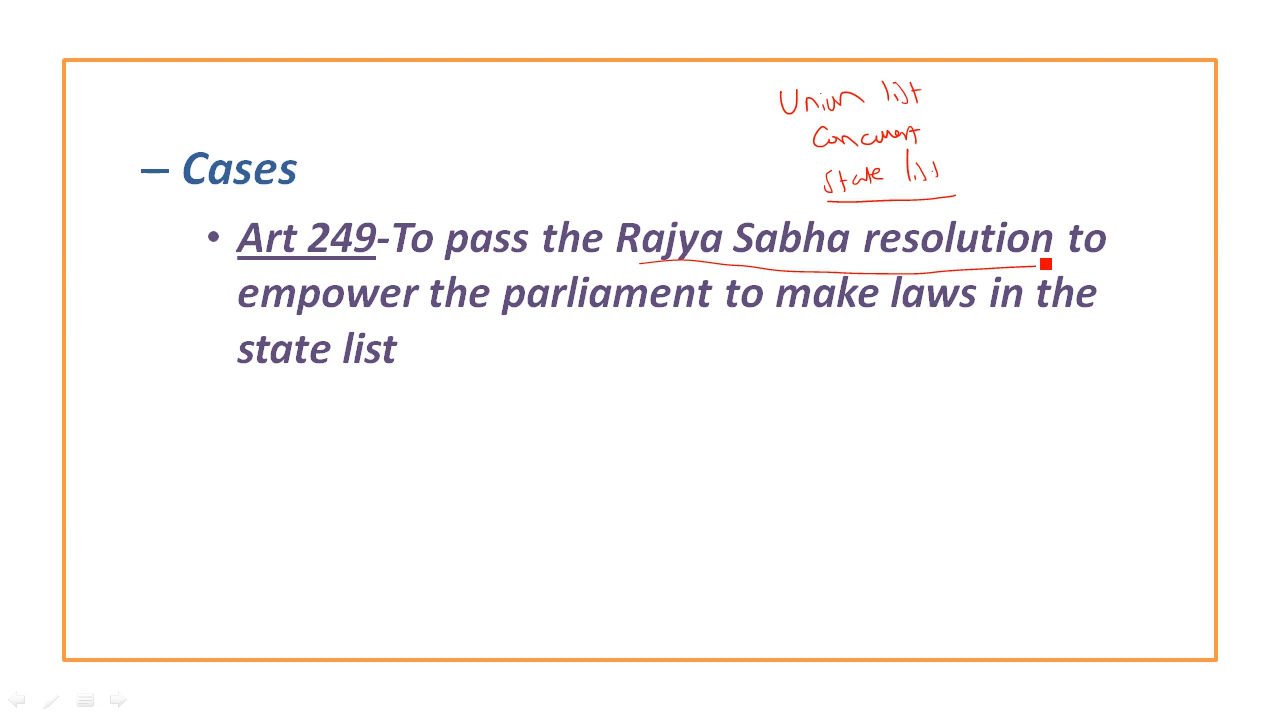 Union list
Concurrent
State list
– Cases
• Art 249-To pass the Rajya Sabha resolution to
empower the parliament to make laws in the
state list